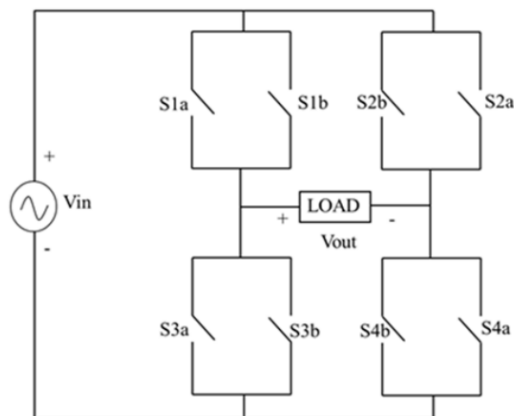 S1a
S1b
S2b
S2a
+
Vin
-
+
LOAD
-
Vout
S3a
S3b
S4b
S4a